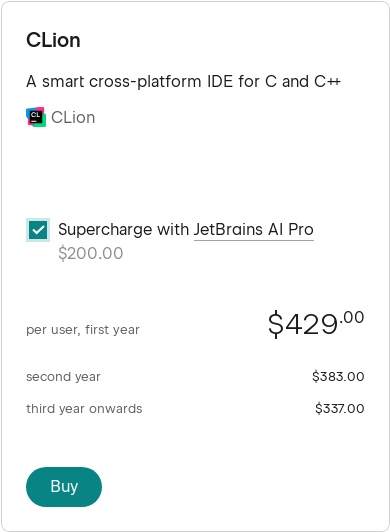 CLion
A smart cross-platform IDE for C and C++
CL
CLion
Supercharge with JetBrains AI Pro
$200.00
per user, first year $429.00
second year $383.00
third year onwards $337.00
Buy